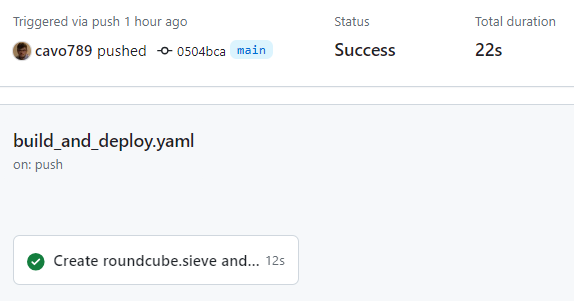 Triggered via push 1 hour ago
Status
Total duration
cavo789 pushed 0504bca main
Success
22s
build_and_deploy.yaml
on: push
Create roundcube.sieve and... 12s